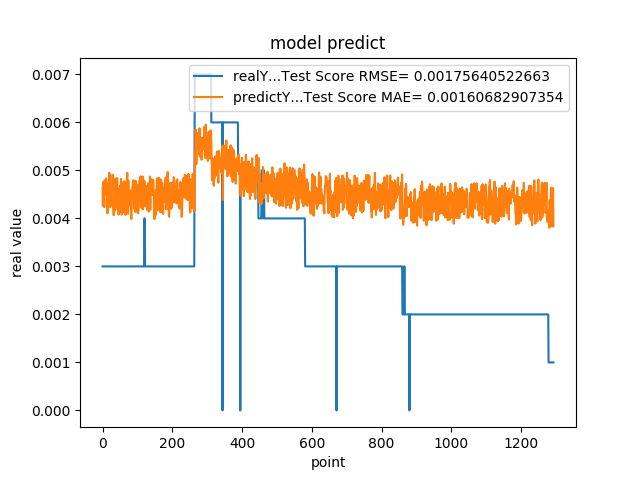 model predict
realY...Test Score RMSE= 0.00175640522663
predictY...Test Score MAE= 0.00160682907354
0.007
0.006
0.005
0.004
0.003
0.002
0.001
0.000
real value
0 200 400 600 800 1000 1200
point